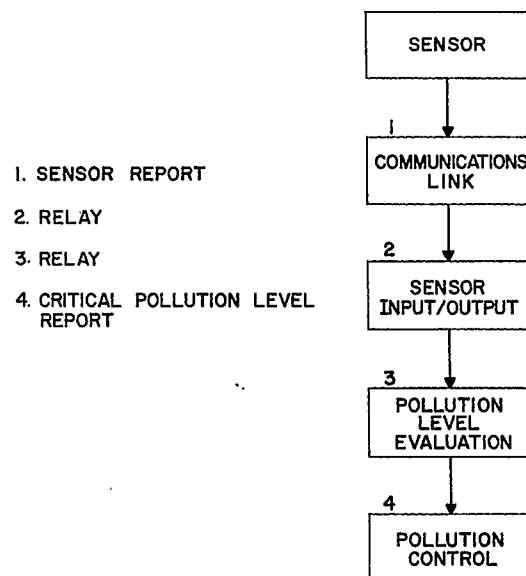 SENSOR
1
COMMUNICATIONS
LINK
2
SENSOR
INPUT/OUTPUT
3
POLLUTION
LEVEL
EVALUATION
4
POLLUTION
CONTROL
1. SENSOR REPORT
2. RELAY
3. RELAY
4. CRITICAL POLLUTION LEVEL
REPORT